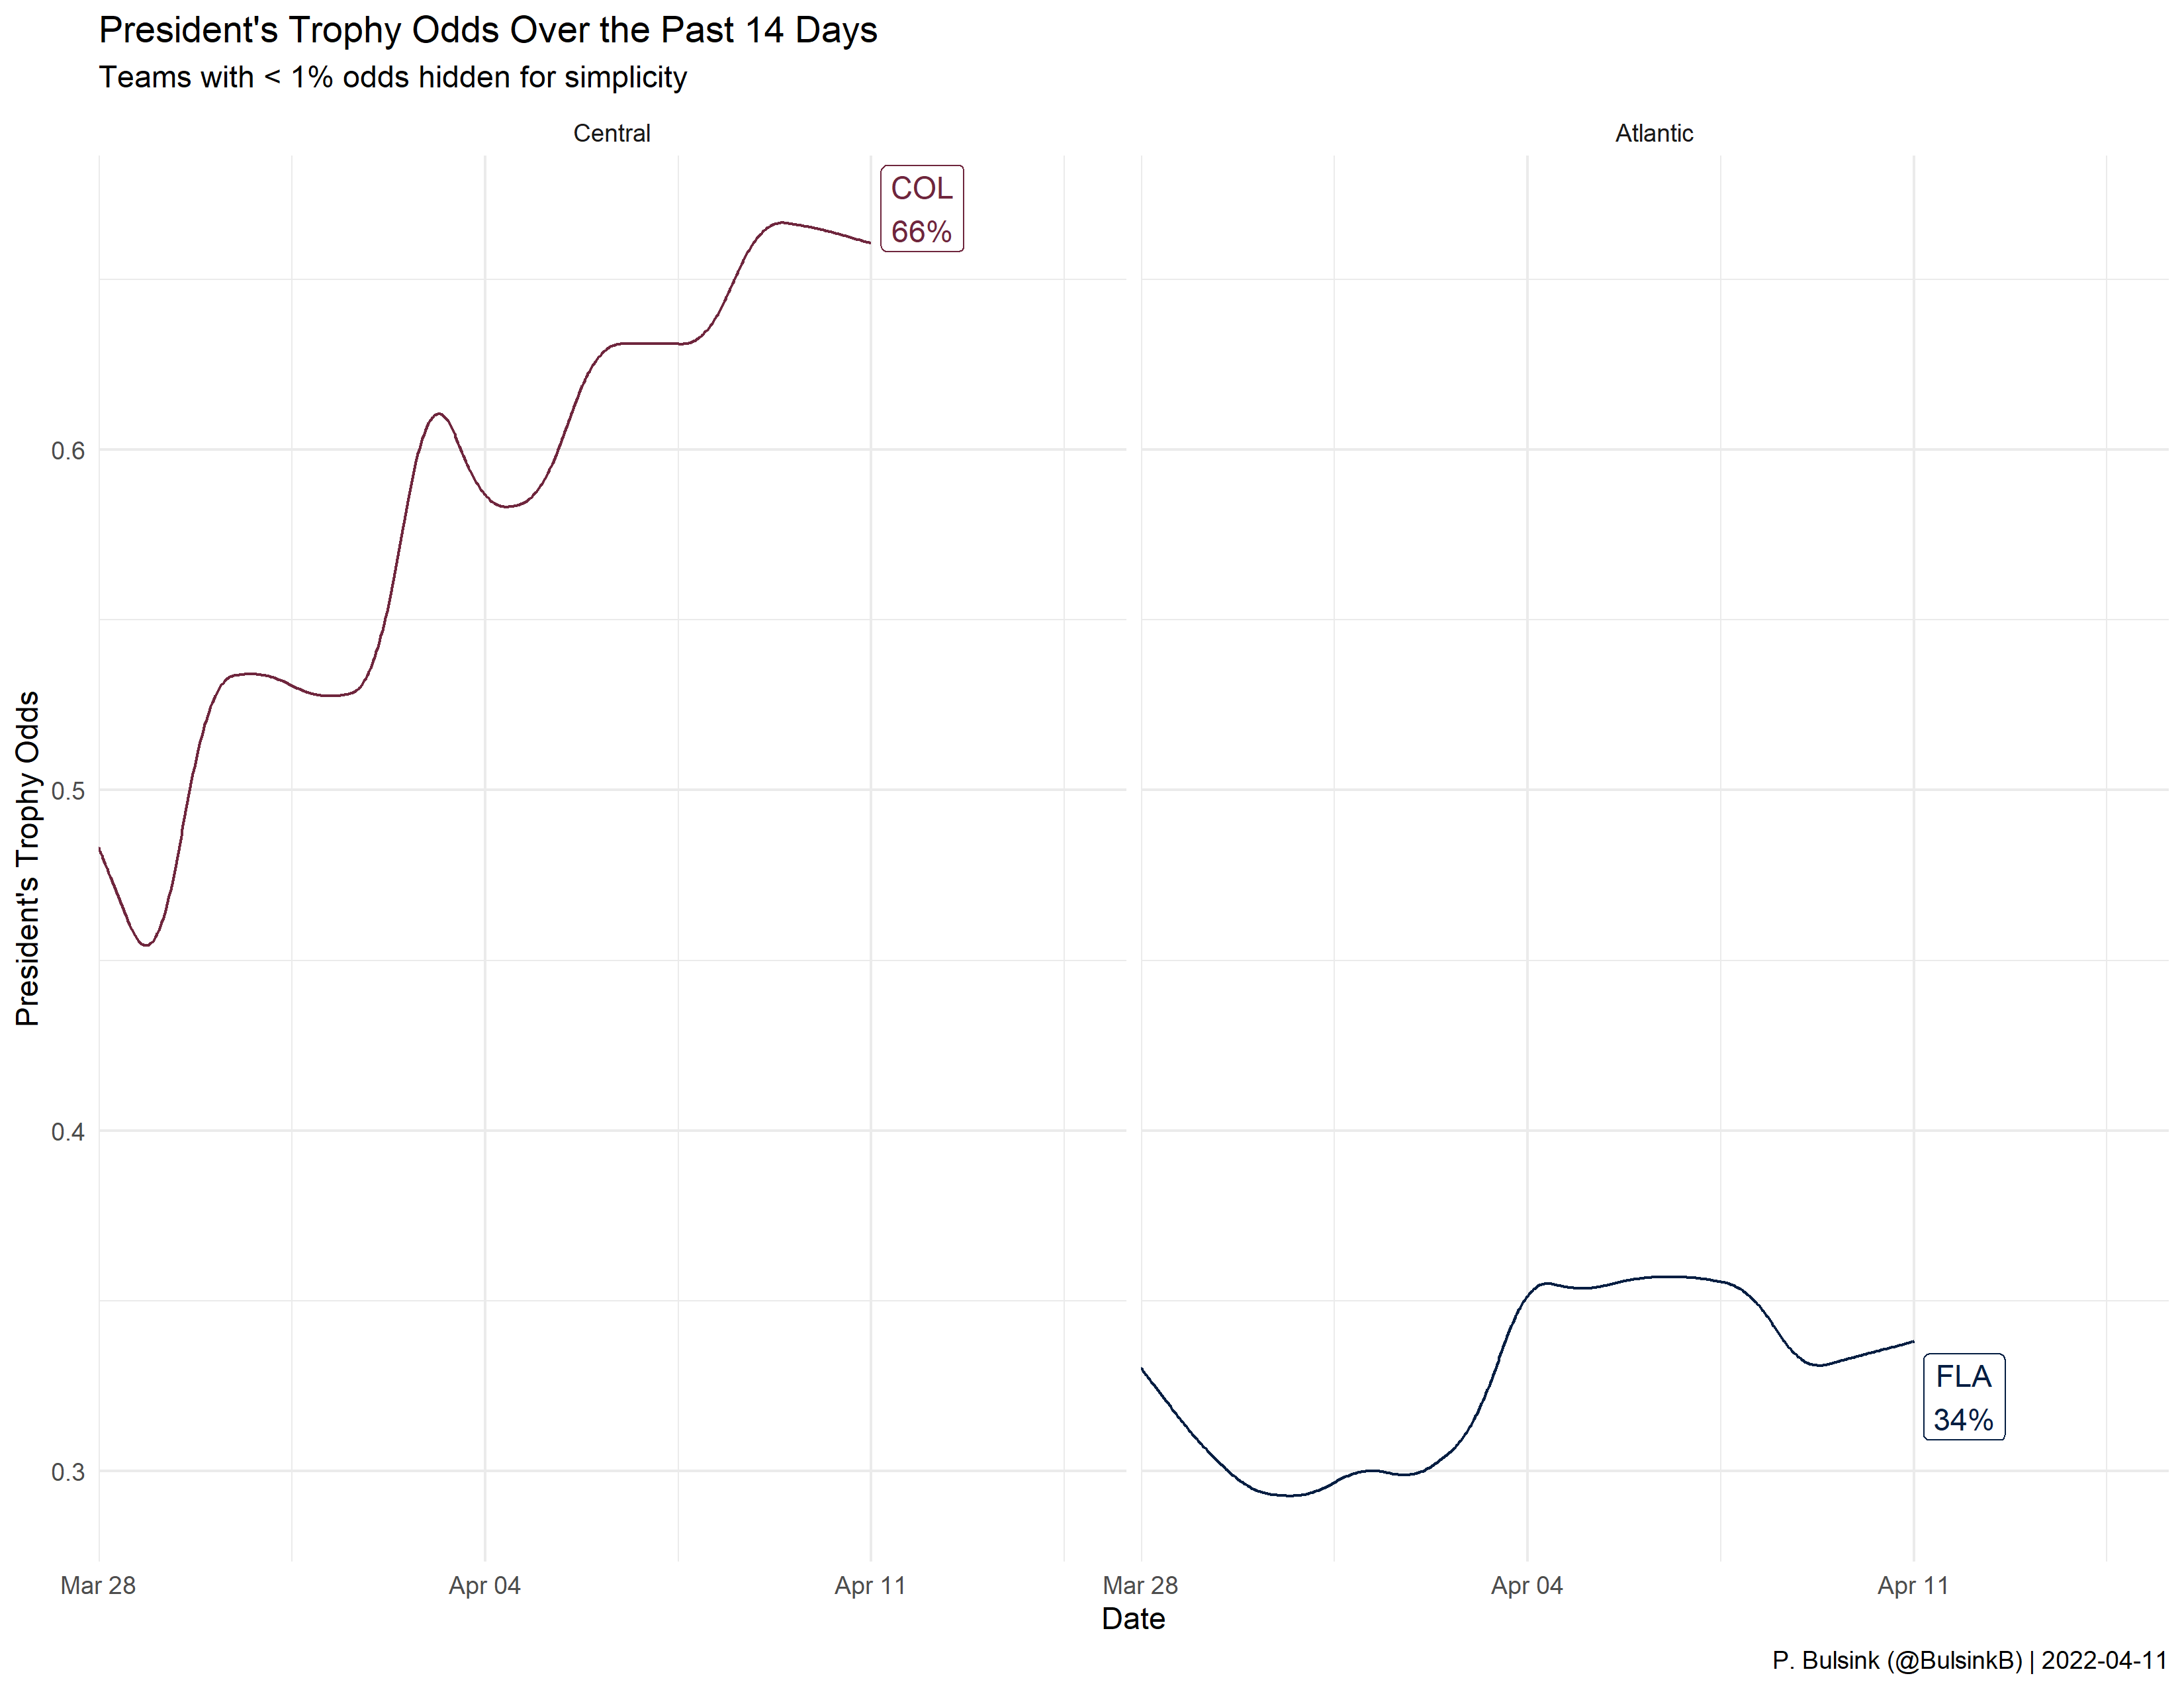 President's Trophy Odds Over the Past 14 Days
Teams with < 1% odds hidden for simplicity
Central
Atlantic
COL
66%
0.6
0.5
0.4
0.3
President's Trophy Odds
FLA
34%
Mar 28
Apr 04
Apr 11
Mar 28
Apr 04
Apr 11
Date
P. Bulsink (@BulsinkB) | 2022-04-11